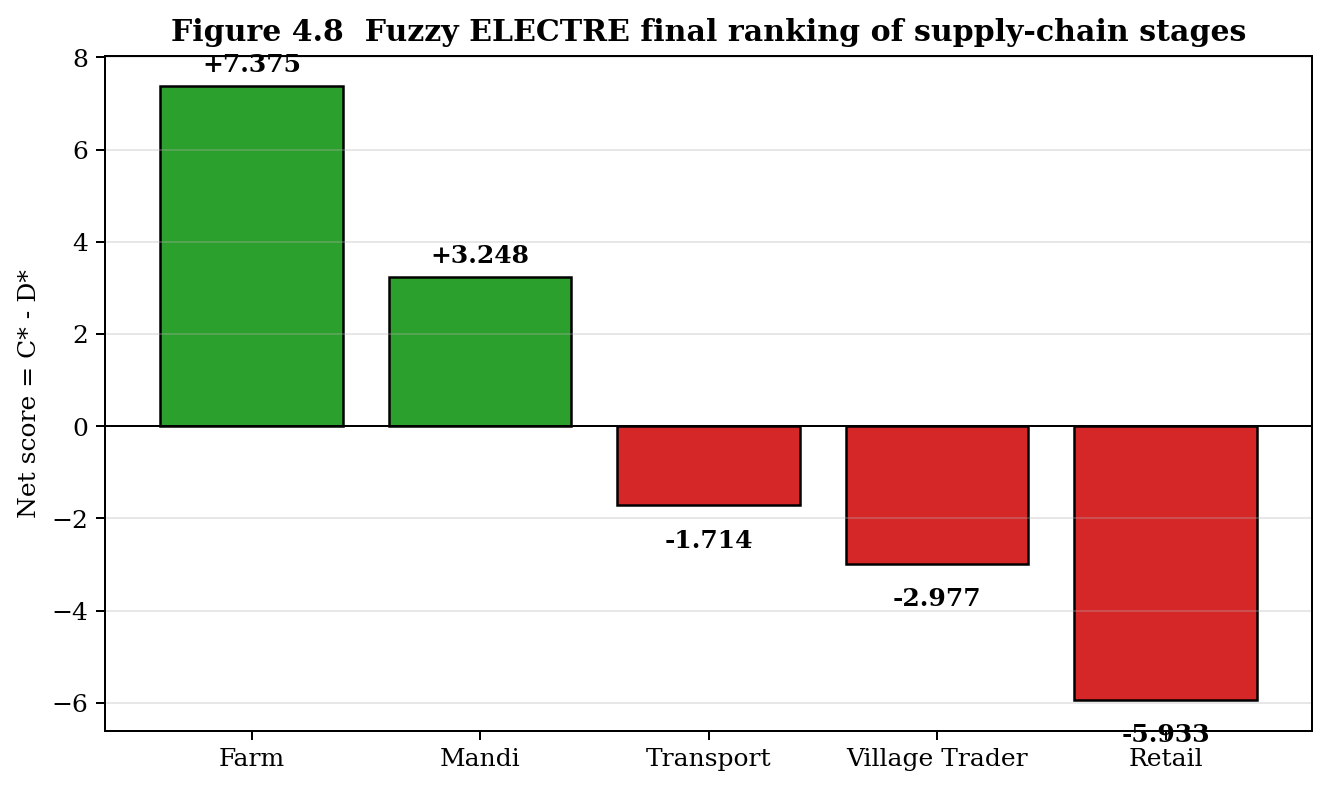 Figure 4.8  Fuzzy ELECTRE final ranking of supply-chain stages
Net score = C* - D*
8
6
4
2
0
−2
−4
−6
+7.375
+3.248
-1.714
-2.977
-5.933
Farm
Mandi
Transport
Village Trader
Retail